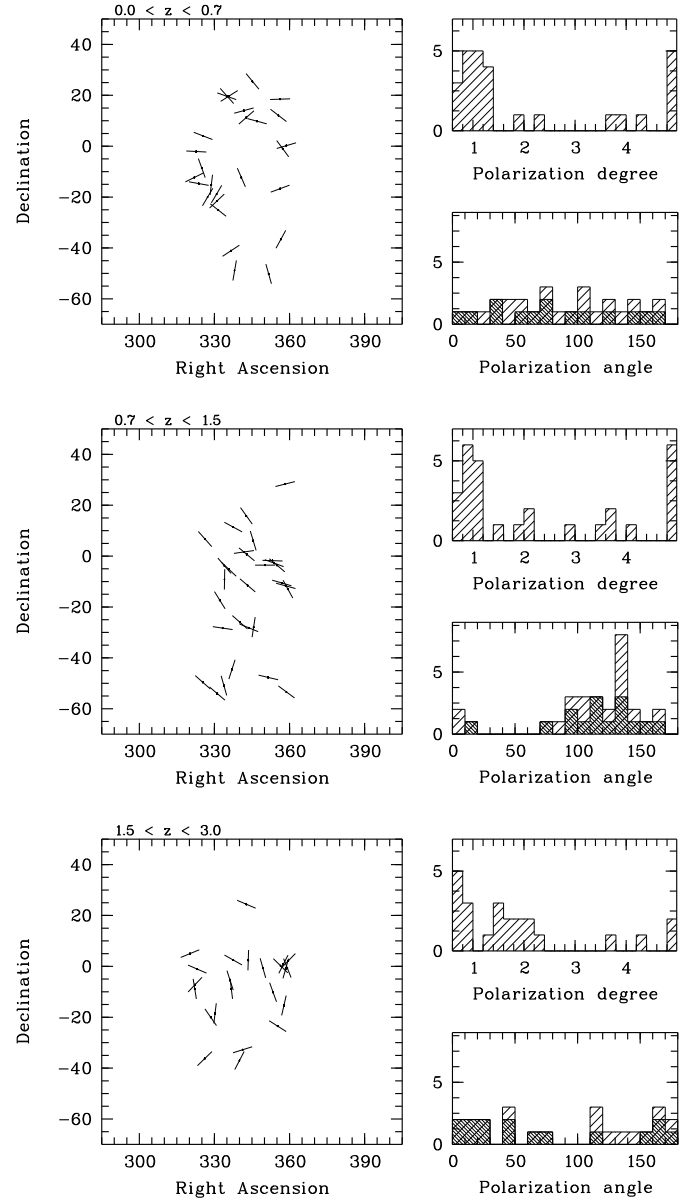 0.0 < z < 0.7
40
20
0
−20
−40
−60
Declination
300 330 360 390
Right Ascension
5
0
1 2 3 4
Polarization degree
5
0
0 50 100 150
Polarization angle
0.7 < z < 1.5
40
20
0
−20
−40
−60
Declination
300 330 360 390
Right Ascension
5
0
1 2 3 4
Polarization degree
5
0
0 50 100 150
Polarization angle
1.5 < z < 3.0
40
20
0
−20
−40
−60
Declination
300 330 360 390
Right Ascension
5
0
1 2 3 4
Polarization degree
5
0
0 50 100 150
Polarization angle